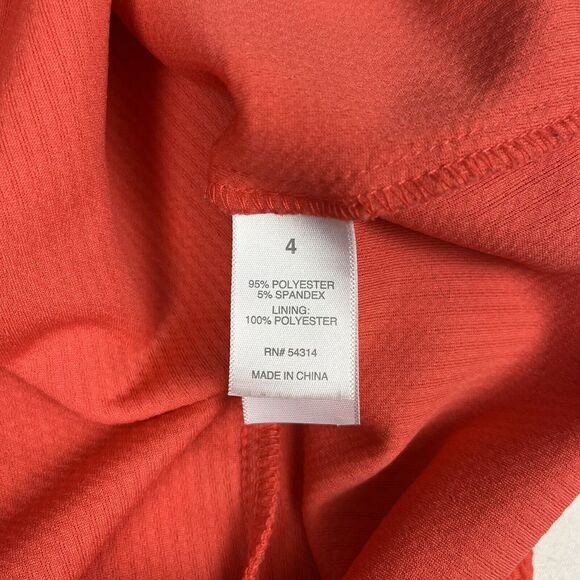 4
95% POLYESTER
5% SPANDEX
LINING:
100% POLYESTER
RN# 54314
MADE IN CHINA